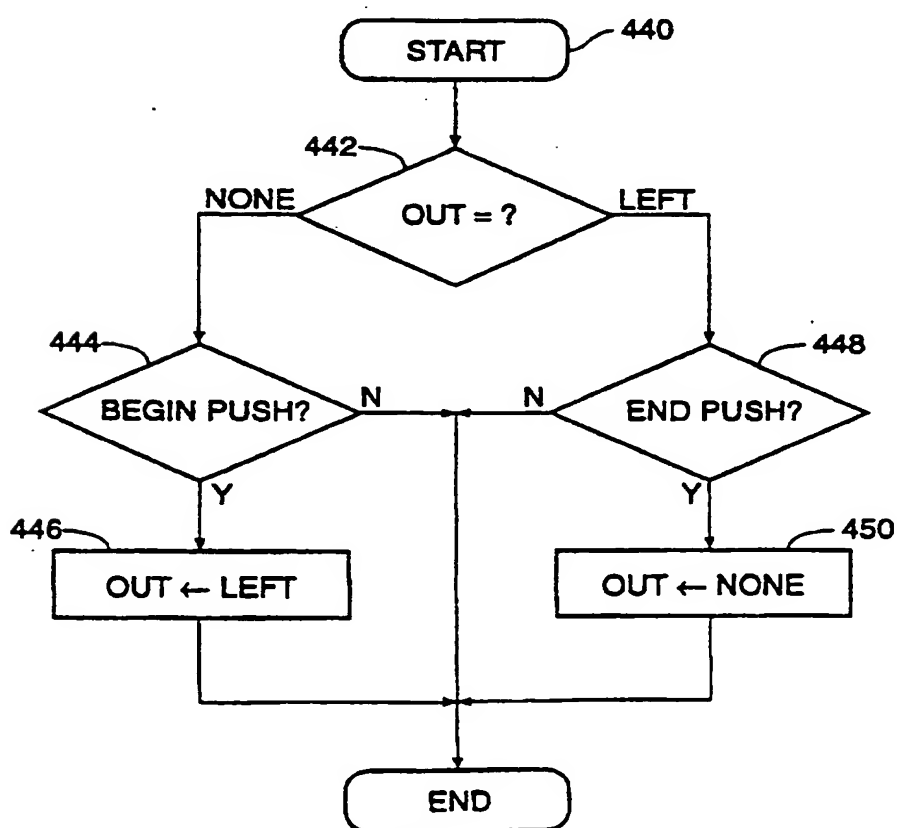 START
440
442
OUT = ?
NONE
LEFT
444
BEGIN PUSH?
N
N
448
END PUSH?
Y
Y
446
OUT ← LEFT
450
OUT ← NONE
END